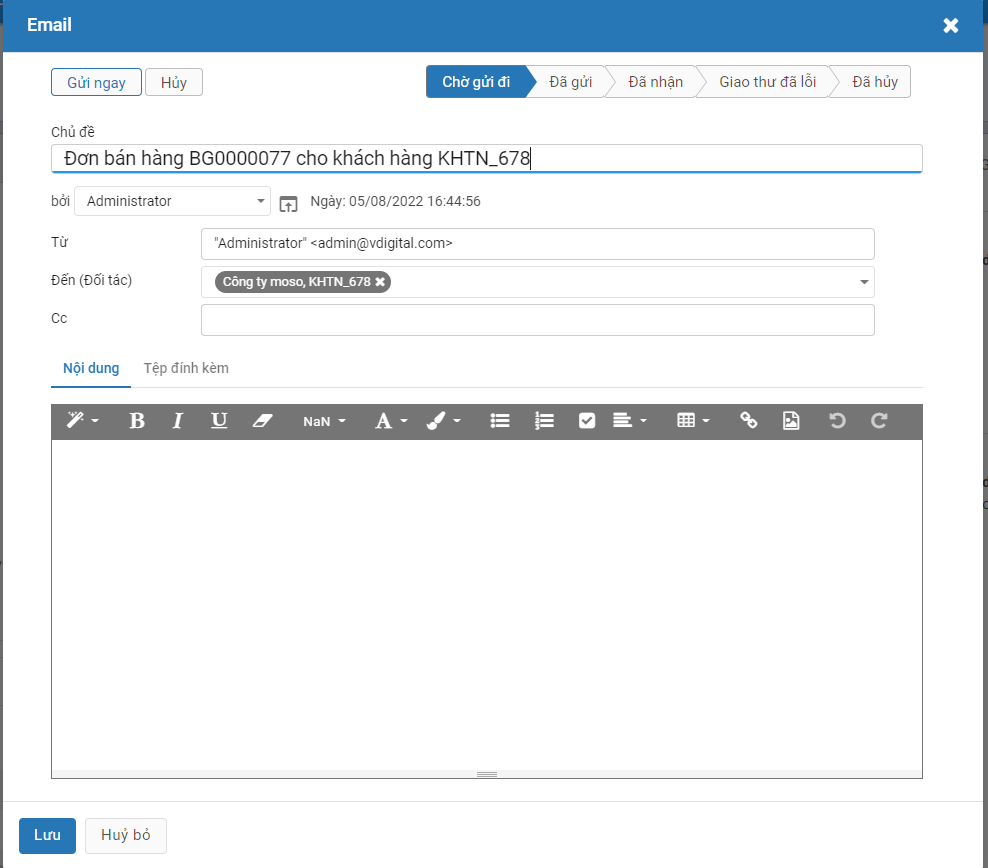 Email
Gửi ngay Hủy Chờ gửi đi Đã gửi Đã nhận Giao thư đã lỗi Đã hủy
Chủ đề
Đơn bán hàng BG0000077 cho khách hàng KHTN_678
bởi Administrator Ngày: 05/08/2022 16:44:56
Từ "Administrator" <admin@vdigital.com>
Đến (Đối tác) Công ty moso, KHTN_678
Cc
Nội dung Tệp đính kèm
B I U NaN A
Lưu Huỷ bỏ